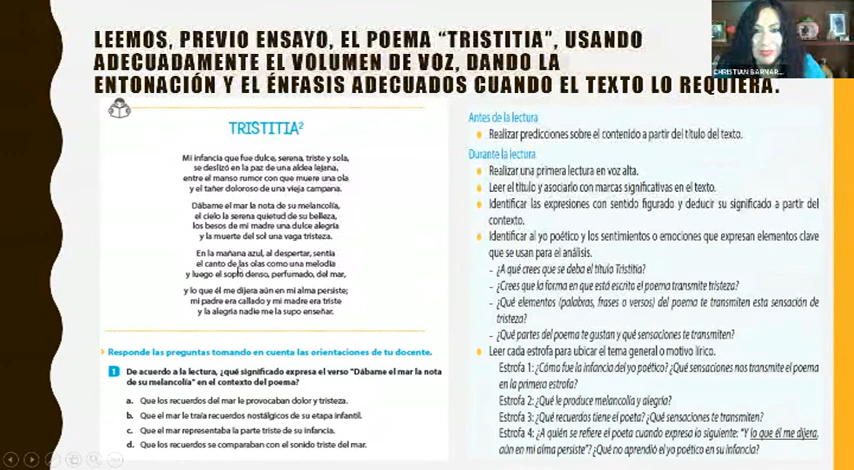 LEEMOS, PREVIO ENSAYO, EL POEMA “TRISTITIA”, USANDO
ADECUADAMENTE EL VOLUMEN DE VOZ, DANDO LA
ENTONACIÓN Y EL ÉNFASIS ADECUADOS CUANDO EL TEXTO LO REQUIERA.
CHRISTIAN BARNAR...
TRISTITIA²
Mi infancia que fue dulce, serena, triste y sola,
se deslizó en la paz de una aldea lejana,
entre el manso rumor con que muere una ola
y el tañer doloroso de una vieja campana.
Dábame el mar la nota de su melancolía,
el cielo la serena quietud de su belleza,
los besos de mi madre una dulce alegría
y la muerte del sol una vaga tristeza.
En la mañana azul, al despertar, sentía
el canto de las olas como una melodía
y luego el soplo denso, perfumado, del mar,
y lo que él me dijera aún en mi alma persiste;
mi padre era callado y mi madre era triste
y la alegría nadie me la supo enseñar.
Responde las preguntas tomando en cuenta las orientaciones de tu docente.
1 De acuerdo a la lectura, ¿qué significado expresa el verso "Dábame el mar la nota
de su melancolía" en el contexto del poema?
a. Que los recuerdos del mar le provocaban dolor y tristeza.
b. Que el mar le traía recuerdos nostálgicos de su etapa infantil.
c. Que el mar representaba la parte triste de su infancia.
d. Que los recuerdos se comparaban con el sonido triste del mar.
Antes de la lectura
Realizar predicciones sobre el contenido a partir del título del texto.
Durante la lectura
Realizar una primera lectura en voz alta.
Leer el título y asociarlo con marcas significativas en el texto.
Identificar las expresiones con sentido figurado y deducir su significado a partir del
contexto.
Identificar al yo poético y los sentimientos o emociones que expresan elementos clave
que se usan para el análisis.
- ¿A qué crees que se deba el título Tristitia?
- ¿Crees que la forma en que está escrito el poema transmite tristeza?
- ¿Qué elementos (palabras, frases o versos) del poema te transmiten esta sensación de
tristeza?
- ¿Qué partes del poema te gustan y qué sensaciones te transmiten?
Leer cada estrofa para ubicar el tema general o motivo lírico.
Estrofa 1: ¿Cómo fue la infancia del yo poético? ¿Qué sensaciones nos transmite el poema
en la primera estrofa?
Estrofa 2: ¿Qué le produce melancolía y alegría?
Estrofa 3: ¿Qué recuerdos tiene el poeta? ¿Qué sensaciones te transmiten?
Estrofa 4: ¿A quién se refiere el poeta cuando expresa lo siguiente: "Y lo que él me dijera,
aún en mi alma persiste"? ¿Qué no aprendió el yo poético en su infancia?